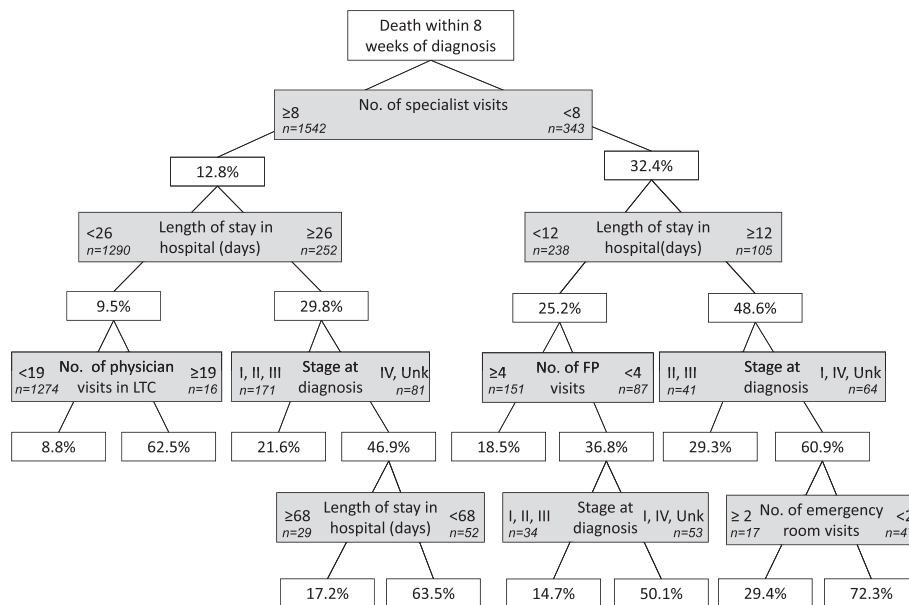 Death within 8
weeks of diagnosis
No. of specialist visits
≥8
<8
n=1542
n=343
12.8%
32.4%
<26
Length of stay in
≥26
n=1290
hospital (days)
n=252
<12
Length of stay in
≥12
n=238
hospital(days)
n=105
9.5%
29.8%
25.2%
48.6%
<19
No. of physician
≥19
n=1274
visits in LTC
n=16
I, II, III
Stage at
IV, Unk
n=171
diagnosis
n=81
≥4
No. of FP
<4
n=151
visits
n=87
II, III
Stage at
I, IV, Unk
n=41
diagnosis
n=64
8.8%
62.5%
21.6%
46.9%
18.5%
36.8%
29.3%
60.9%
≥68
Length of stay in
<68
n=29
hospital (days)
n=52
I, II, III
Stage at
I, IV, Unk
n=34
diagnosis
n=53
≥ 2
No. of emergency
<2
n=17
room visits
n=4
17.2%
63.5%
14.7%
50.1%
29.4%
72.3%